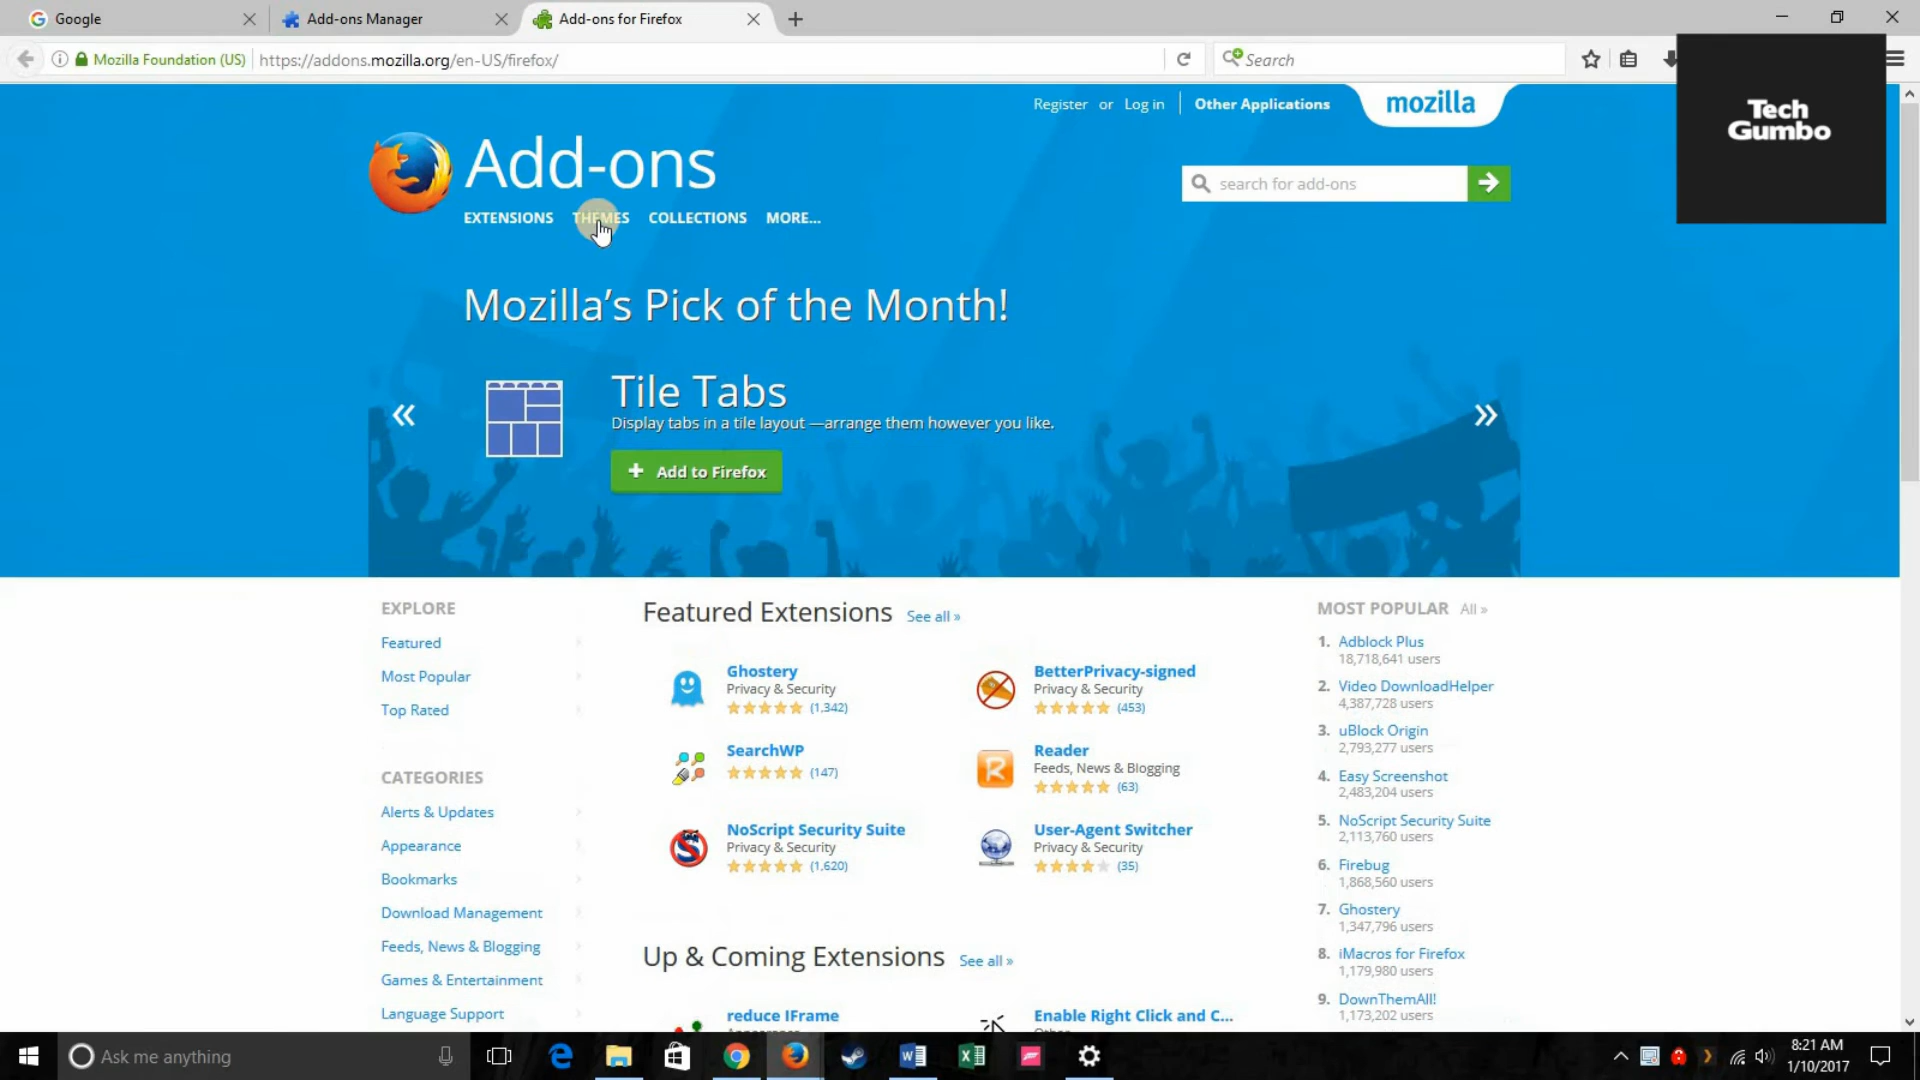 Google
Add-ons Manager
Add-ons for Firefox
Mozilla Foundation (US)
https://addons.mozilla.org/en-US/firefox/
Search
Tech
Gumbo
Register or Log in
Other Applications
mozilla
Add-ons
search for add-ons
EXTENSIONS THEMES COLLECTIONS MORE...
Mozilla's Pick of the Month!
Tile Tabs
Display tabs in a tile layout —arrange them however you like.
+ Add to Firefox
EXPLORE
Featured
Most Popular
Top Rated
CATEGORIES
Alerts & Updates
Appearance
Bookmarks
Download Management
Feeds, News & Blogging
Games & Entertainment
Language Support
Featured Extensions See all »
Ghostery
Privacy & Security
(1,342)
BetterPrivacy-signed
Privacy & Security
(453)
SearchWP
(147)
Reader
Feeds, News & Blogging
(63)
NoScript Security Suite
Privacy & Security
(1,620)
User-Agent Switcher
Privacy & Security
(35)
Up & Coming Extensions See all »
reduce IFrame
Enable Right Click and C...
MOST POPULAR All »
1. Adblock Plus
18,718,641 users
2. Video DownloadHelper
4,387,728 users
3. uBlock Origin
2,793,277 users
4. Easy Screenshot
2,483,204 users
5. NoScript Security Suite
2,113,760 users
6. Firebug
1,868,560 users
7. Ghostery
1,347,796 users
8. iMacros for Firefox
1,179,980 users
9. DownThemAll!
1,173,202 users
Ask me anything
8:21 AM
1/10/2017